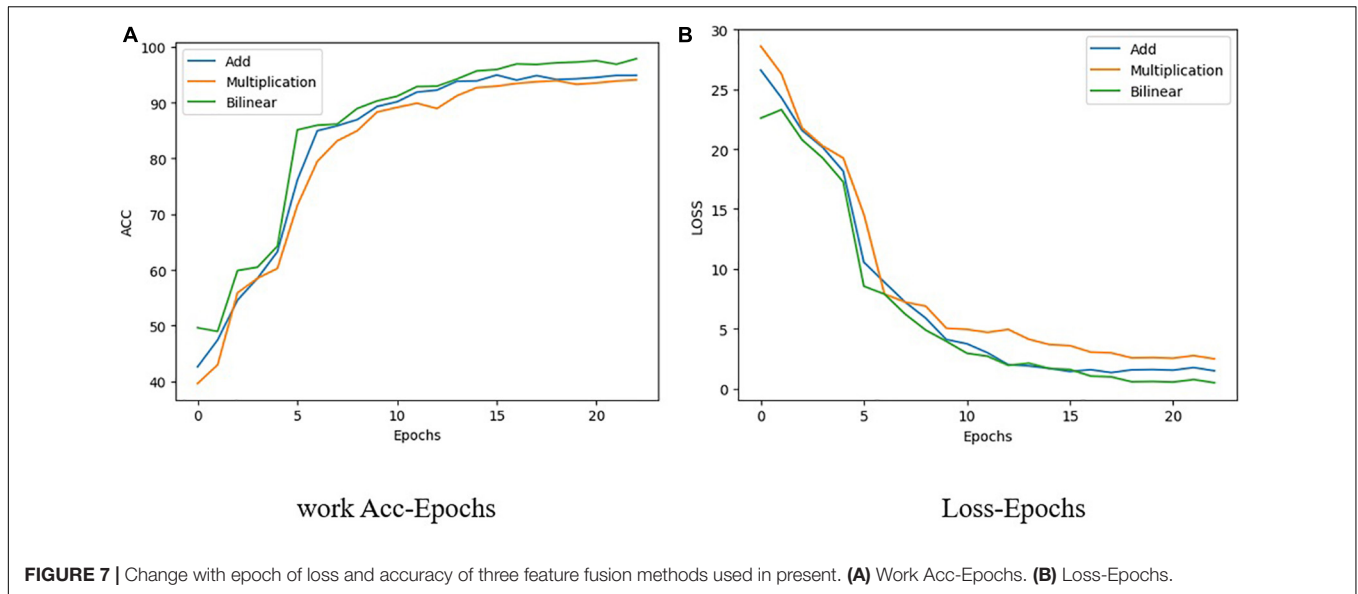 A
100
90
80
70
60
50
40
ACC
Add
Multiplication
Bilinear
0 5 10 15 20
Epochs
work Acc-Epochs
B
30
25
20
15
10
5
0
LOSS
Add
Multiplication
Bilinear
0 5 10 15 20
Epochs
Loss-Epochs
FIGURE 7 | Change with epoch of loss and accuracy of three feature fusion methods used in present. (A) Work Acc-Epochs. (B) Loss-Epochs.